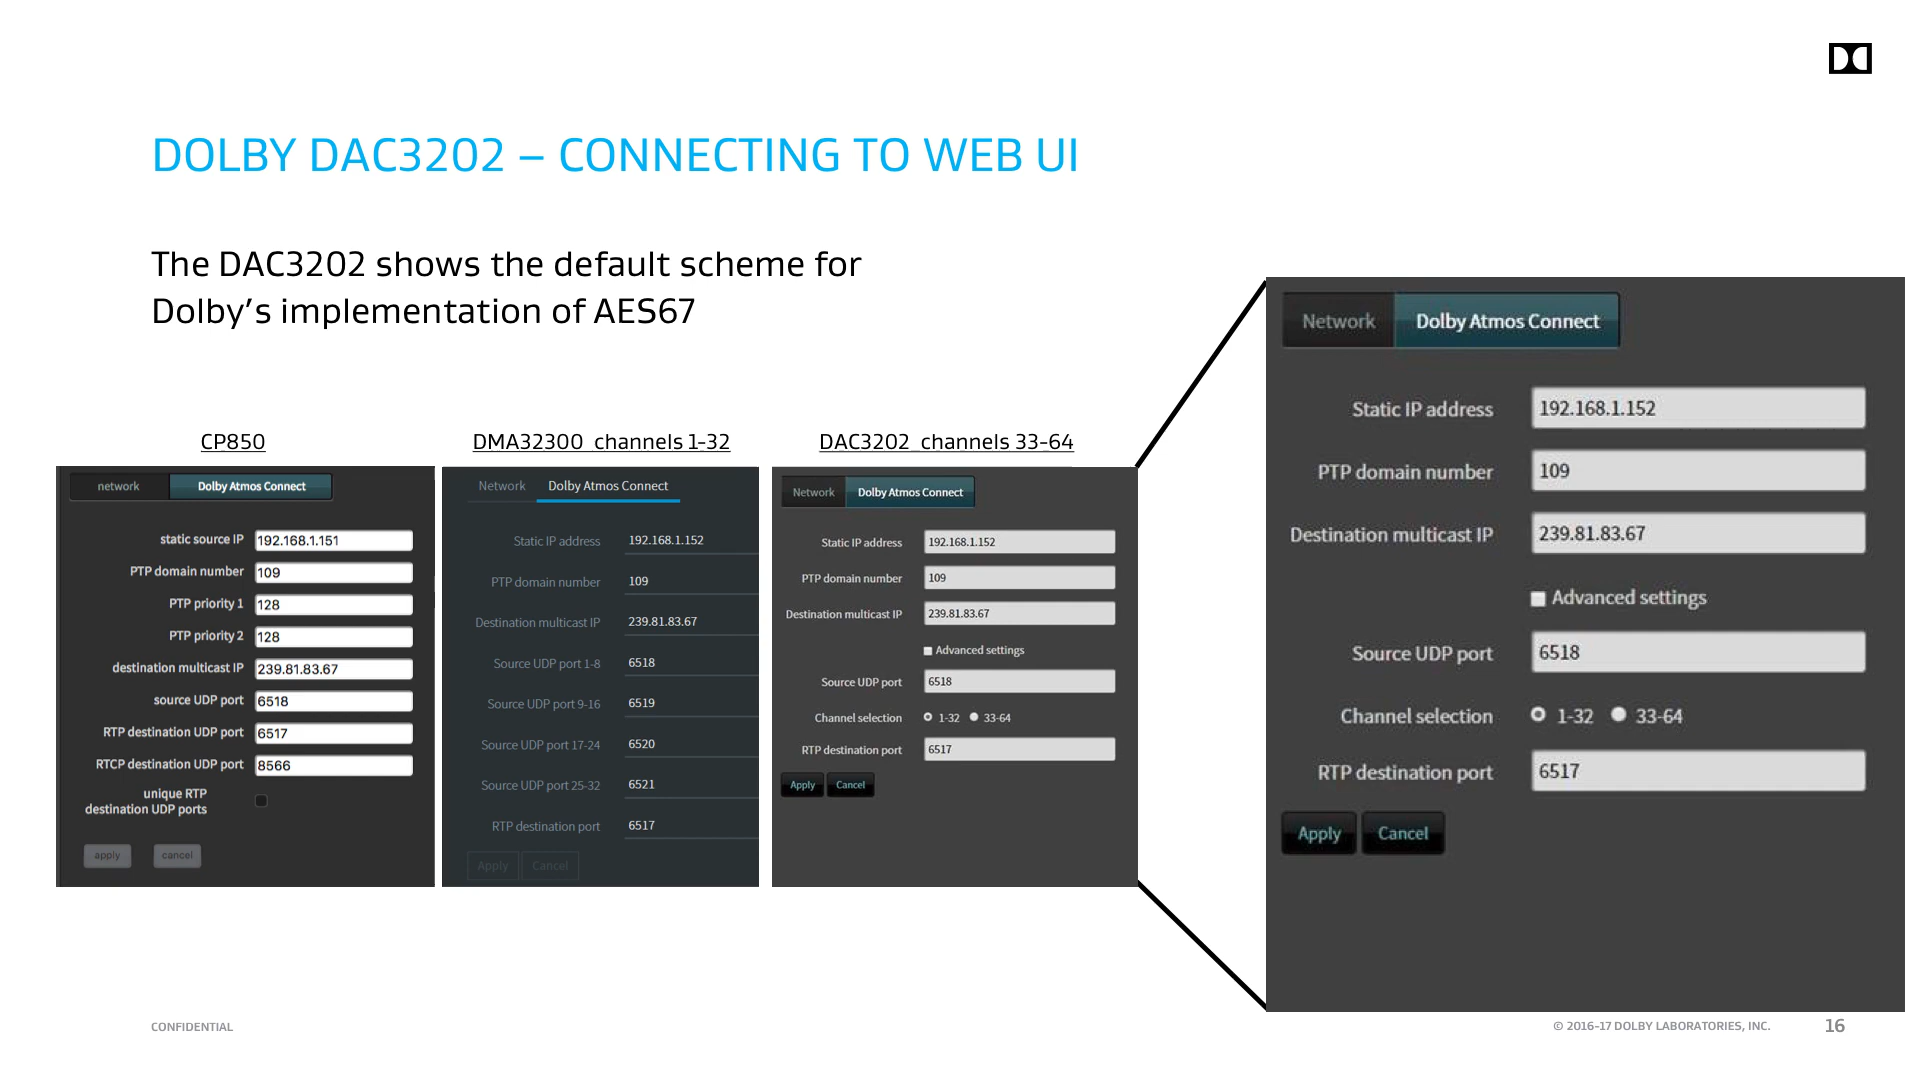 DOLBY DAC3202 – CONNECTING TO WEB UI
The DAC3202 shows the default scheme for
Dolby’s implementation of AES67
CP850
network Dolby Atmos Connect
static source IP 192.168.1.151
PTP domain number 109
PTP priority 1 128
PTP priority 2 128
destination multicast IP 239.81.83.67
source UDP port 6518
RTP destination UDP port 6517
RTCP destination UDP port 8566
unique RTP
destination UDP ports
apply cancel
DMA32300 channels 1-32
Network Dolby Atmos Connect
Static IP address 192.168.1.152
PTP domain number 109
Destination multicast IP 239.81.83.67
Source UDP port 1-8 6518
Source UDP port 9-16 6519
Source UDP port 17-24 6520
Source UDP port 25-32 6521
RTP destination port 6517
Apply Cancel
DAC3202 channels 33-64
Network Dolby Atmos Connect
Static IP address 192.168.1.152
PTP domain number 109
Destination multicast IP 239.81.83.67
Advanced settings
Source UDP port 6518
Channel selection 1-32 33-64
RTP destination port 6517
Apply Cancel
Network Dolby Atmos Connect
Static IP address 192.168.1.152
PTP domain number 109
Destination multicast IP 239.81.83.67
Advanced settings
Source UDP port 6518
Channel selection 1-32 33-64
RTP destination port 6517
Apply Cancel
CONFIDENTIAL
© 2016-17 DOLBY LABORATORIES, INC. 16